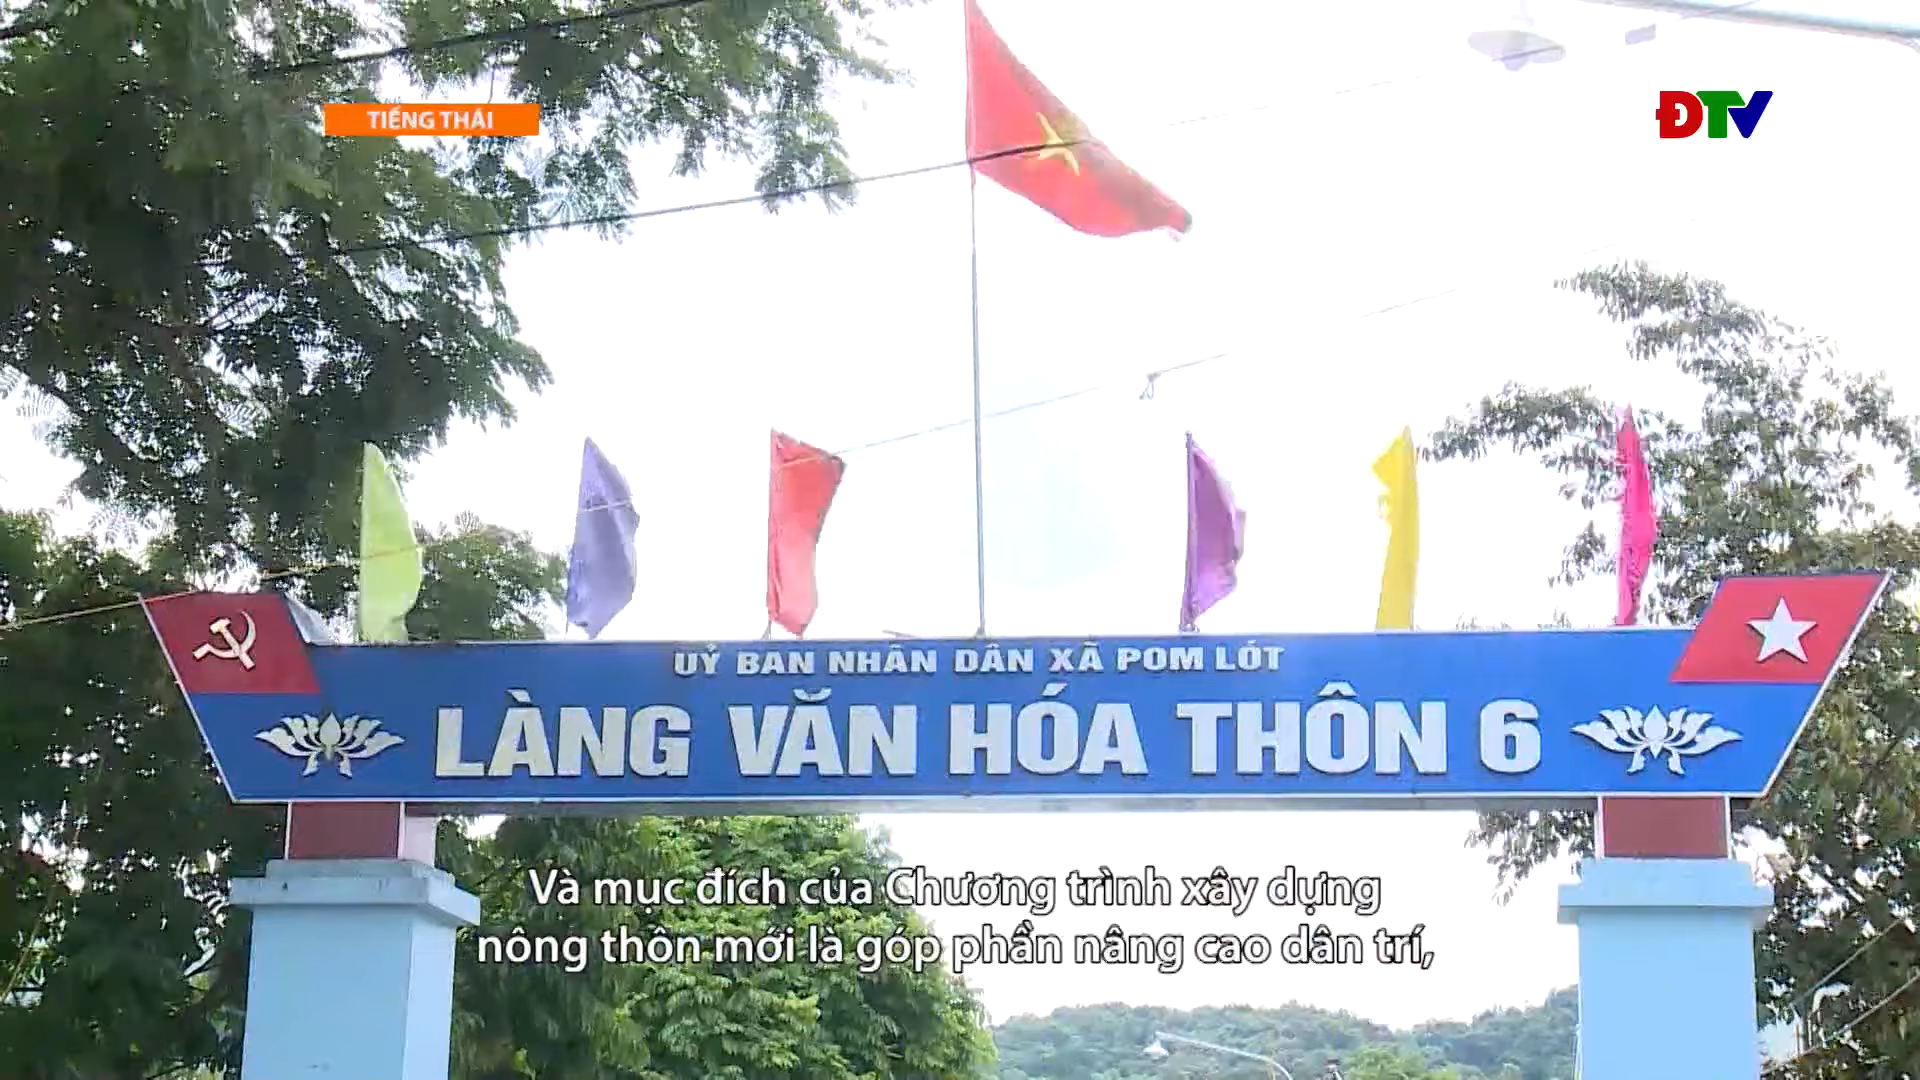 TIẾNG THÁI
ĐTV
UỶ BAN NHÂN DÂN XÃ POM LÓT
LÀNG VĂN HÓA THÔN 6
Và mục đích của Chương trình xây dựng
nông thôn mới là góp phần nâng cao dân trí,